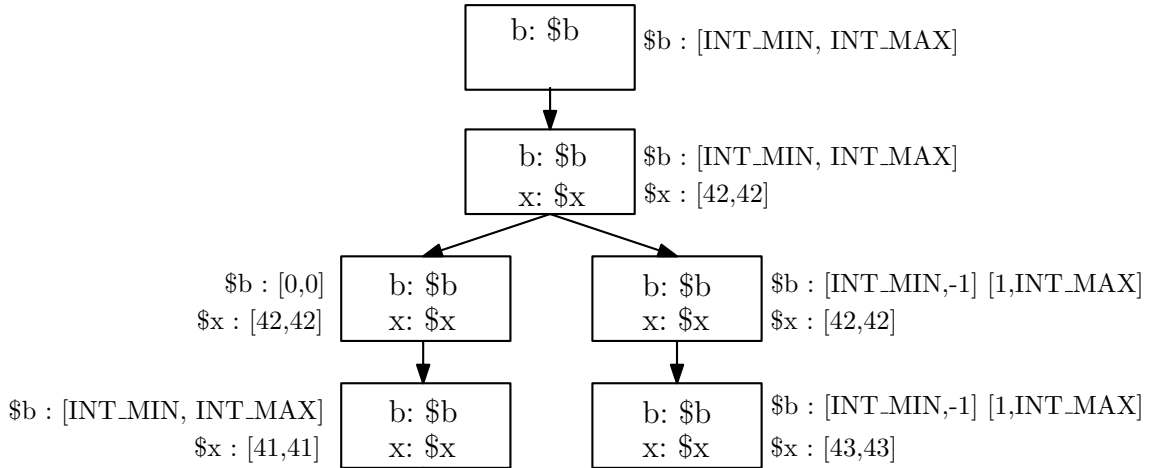 b: $b
$b : [INT_MIN, INT_MAX]
b: $b
x: $x
$b : [INT_MIN, INT_MAX]
$x : [42,42]
$b : [0,0]
$x : [42,42]
b: $b
x: $x
b: $b
x: $x
$b : [INT_MIN,-1] [1,INT_MAX]
$x : [42,42]
$b : [INT_MIN, INT_MAX]
$x : [41,41]
b: $b
x: $x
b: $b
x: $x
$b : [INT_MIN,-1] [1,INT_MAX]
$x : [43,43]